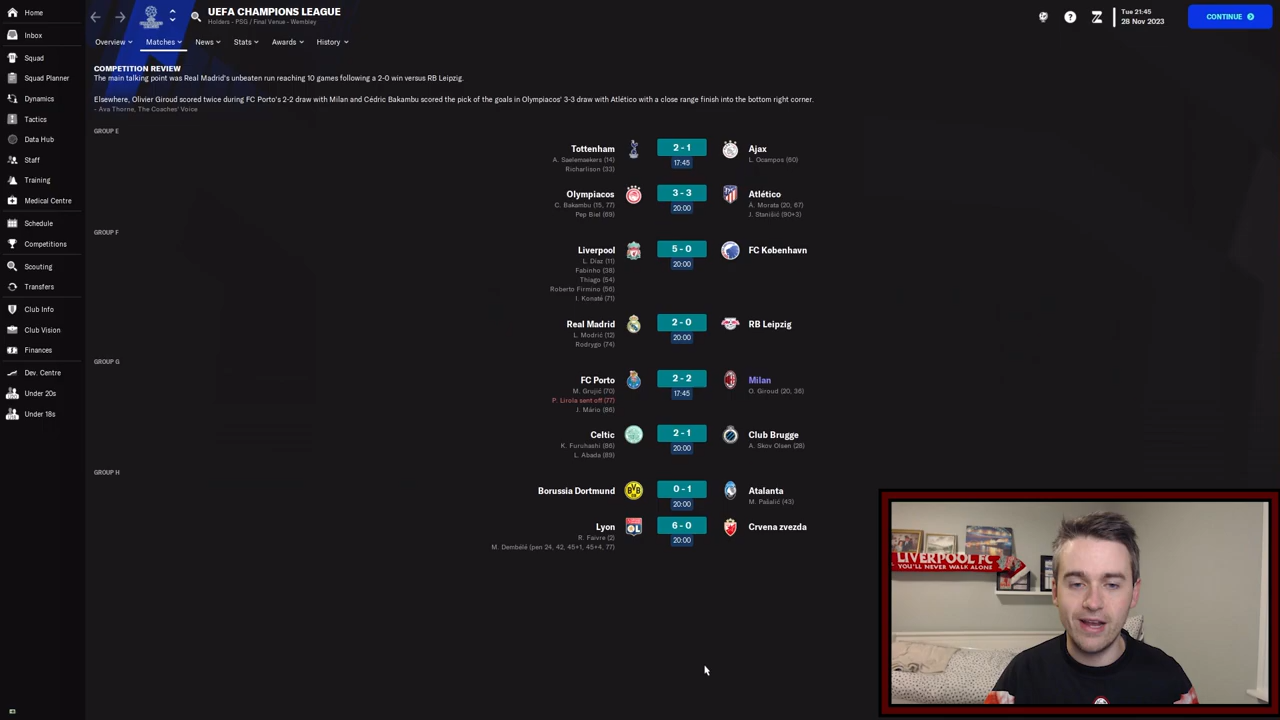 Home
Inbox
Squad
Squad Planner
Dynamics
Tactics
Data Hub
Staff
Training
Medical Centre
Schedule
Competitions
Scouting
Transfers
Club Info
Club Vision
Finances
Dev. Centre
Under 20s
Under 18s
UEFA CHAMPIONS LEAGUE
Holders - PSG / Final Venue - Wembley
Tue 21:45
28 Nov 2023
CONTINUE
Overview Matches News Stats Awards History
COMPETITION REVIEW
The main talking point was Real Madrid's unbeaten run reaching 10 games following a 2-0 win versus RB Leipzig.
Elsewhere, Olivier Giroud scored twice during FC Porto's 2-2 draw with Milan and Cédric Bakambu scored the pick of the goals in Olympiacos' 3-3 draw with Atlético with a close range finish into the bottom right corner.
- Ava Thorne, The Coaches' Voice
GROUP E
Tottenham 2 - 1 Ajax
A. Saelemaekers (14) 17:45 L. Ocampos (60)
Richarlison (33)
Olympiacos 3 - 3 Atlético
C. Bakambu (15, 77) 20:00 Á. Morata (20, 67)
Pep Biel (69) J. Stanišić (90+3)
GROUP F
Liverpool 5 - 0 FC København
L. Díaz (11) 20:00
Fabinho (38)
Thiago (54)
Roberto Firmino (56)
I. Konaté (71)
Real Madrid 2 - 0 RB Leipzig
L. Modrić (12) 20:00
Rodrygo (74)
GROUP G
FC Porto 2 - 2 Milan
M. Grujić (70) 17:45 O. Giroud (20, 36)
P. Lirola sent off (77)
J. Mário (86)
Celtic 2 - 1 Club Brugge
K. Furuhashi (86) 20:00 A. Skov Olsen (28)
L. Abada (89)
GROUP H
Borussia Dortmund 0 - 1 Atalanta
20:00 M. Pašalić (43)
Lyon 6 - 0 Crvena zvezda
R. Faivre (2) 20:00
M. Dembélé (pen 24, 42, 45+1, 45+4, 77)
LIVERPOOL FC
YOU'LL NEVER WALK ALONE